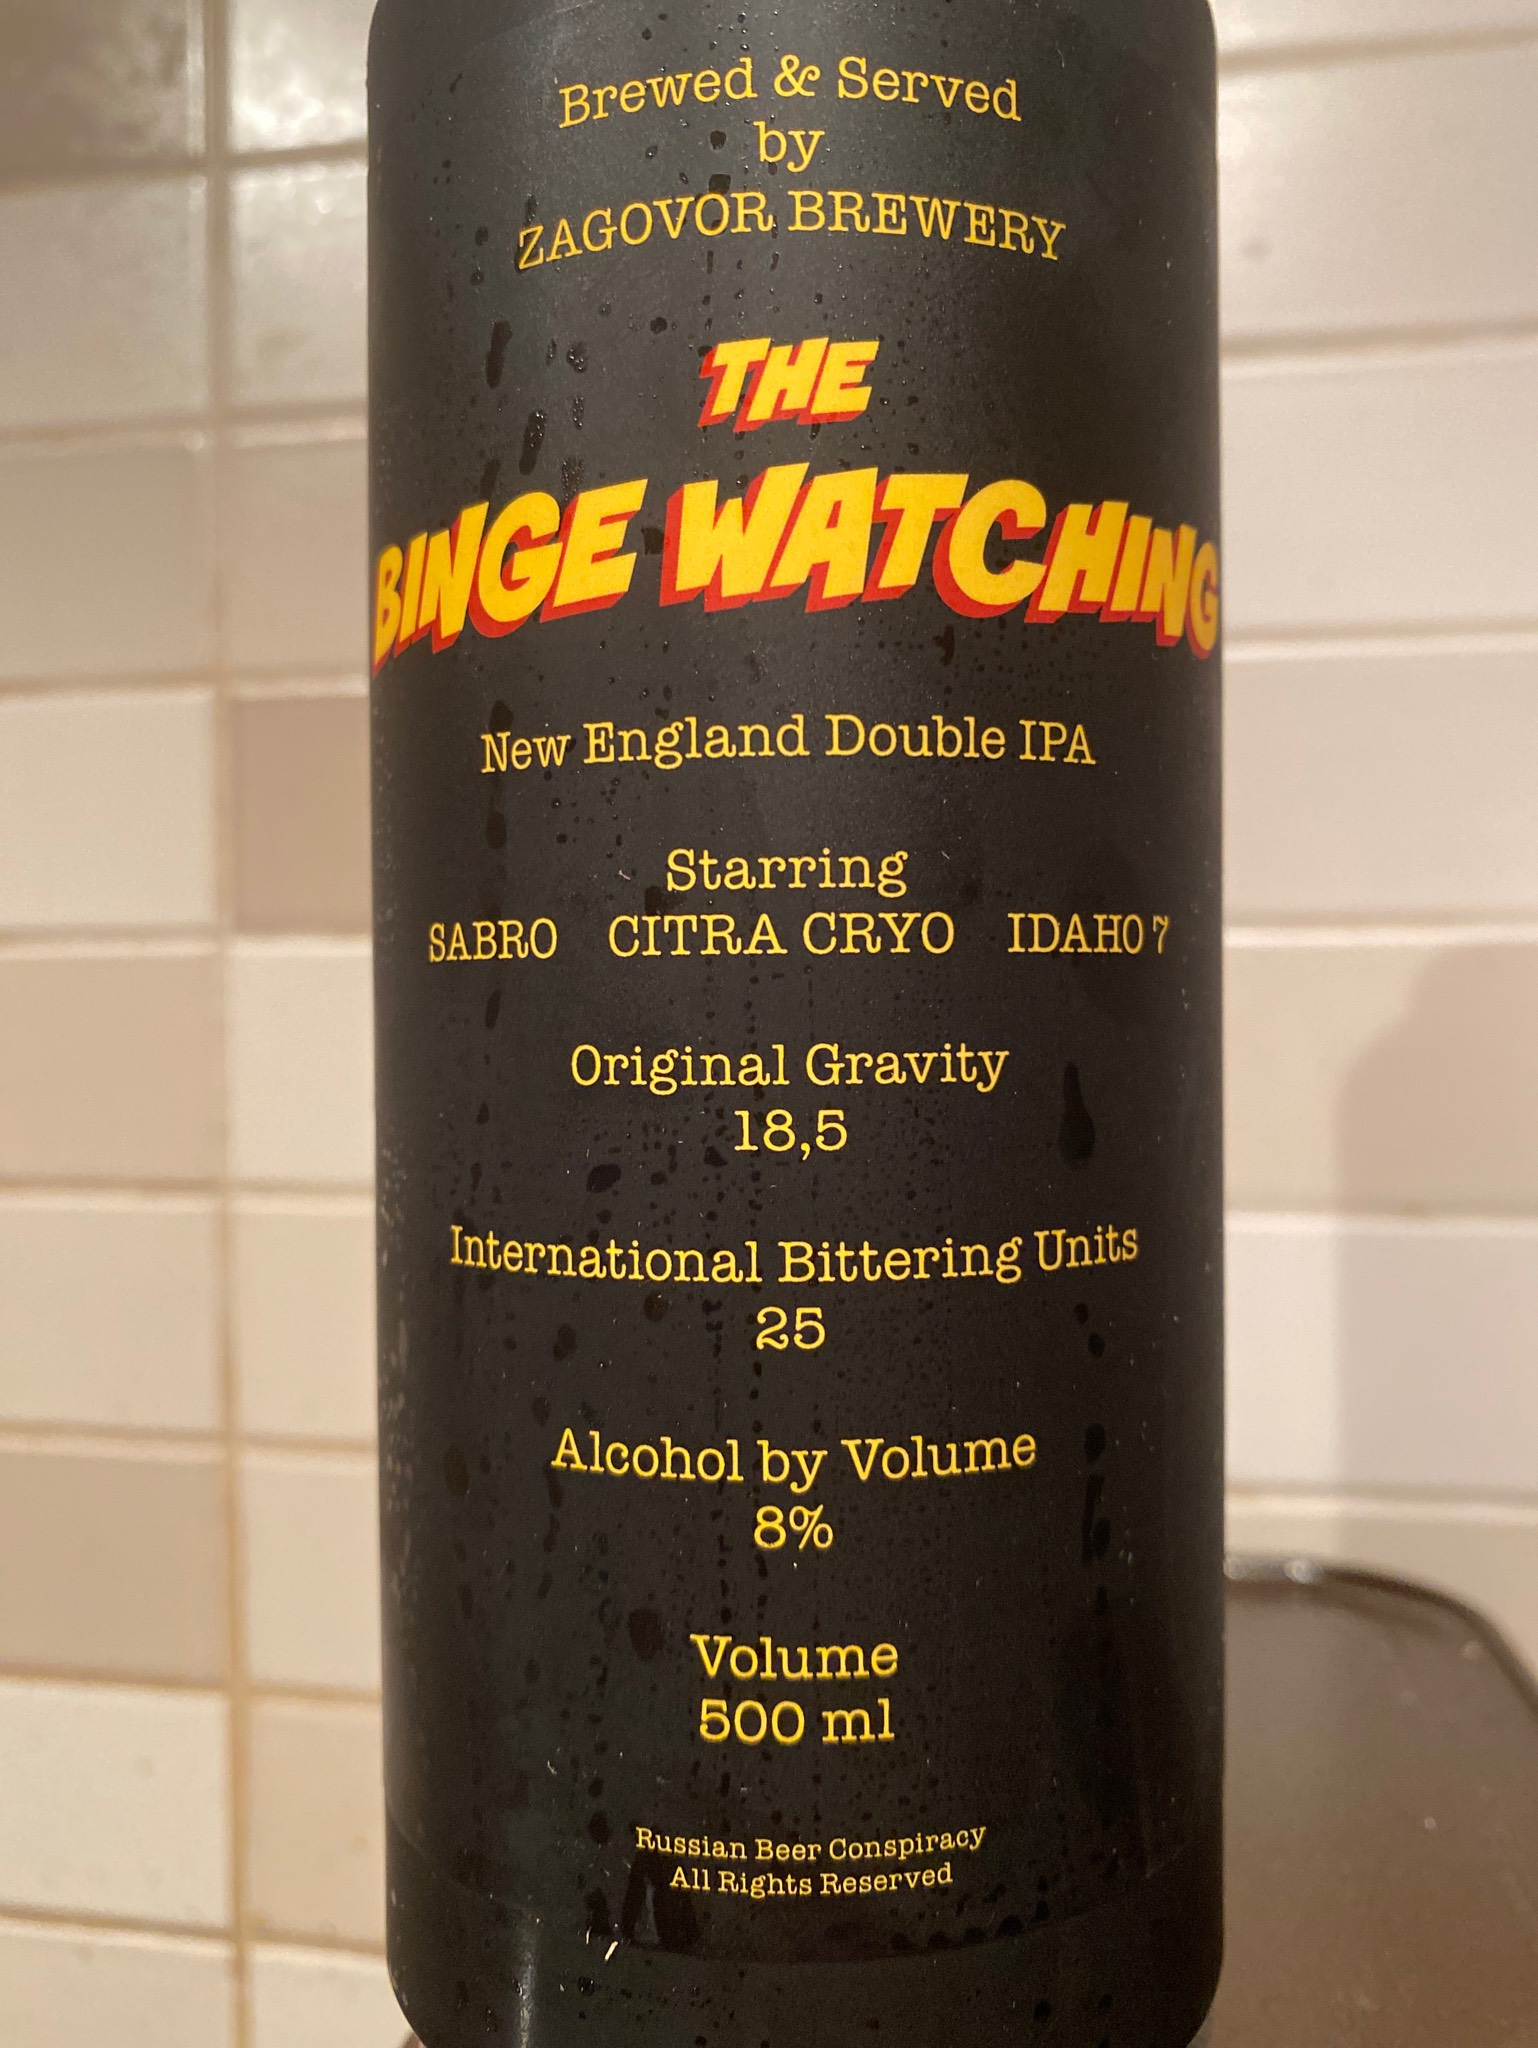 Brewed & Served
by
ZAGOVOR BREWERY
THE
BINGE WATCHING
New England Double IPA
Starring
SABRO CITRA CRYO IDAHO 7
Original Gravity
18,5
International Bittering Units
25
Alcohol by Volume
8%
Volume
500 ml
Russian Beer Conspiracy
All Rights Reserved